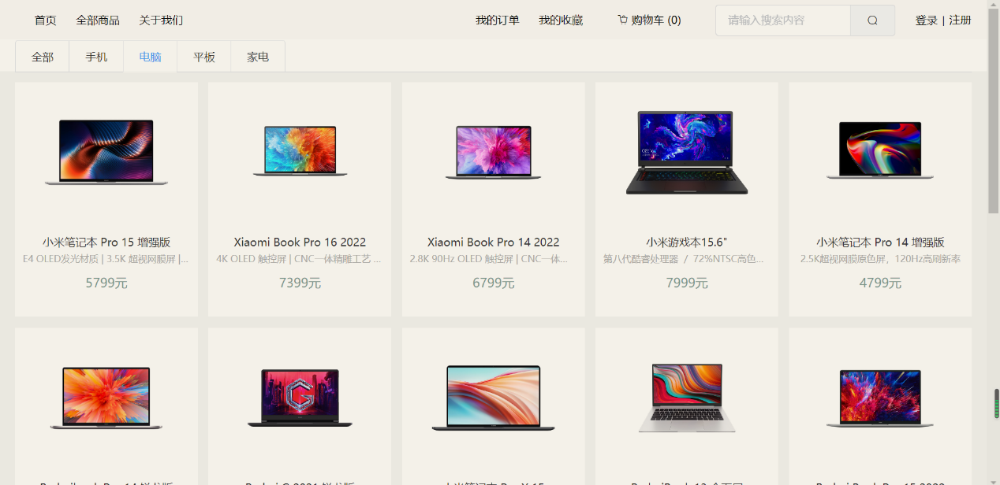 首页 全部商品 关于我们 我的订单 我的收藏 购物车 (0) 请输入搜索内容 登录 | 注册
全部 手机 电脑 平板 家电
小米笔记本 Pro 15 增强版
E4 OLED发光材质 | 3.5K 超视网膜屏 |...
5799元
Xiaomi Book Pro 16 2022
4K OLED 触控屏 | CNC一体精雕工艺 ...
7399元
Xiaomi Book Pro 14 2022
2.8K 90Hz OLED 触控屏 | CNC一体...
6799元
小米游戏本15.6"
第八代酷睿处理器 / 72%NTSC高色...
7999元
小米笔记本 Pro 14 增强版
2.5K超视网膜原色屏，120Hz高刷新率
4799元